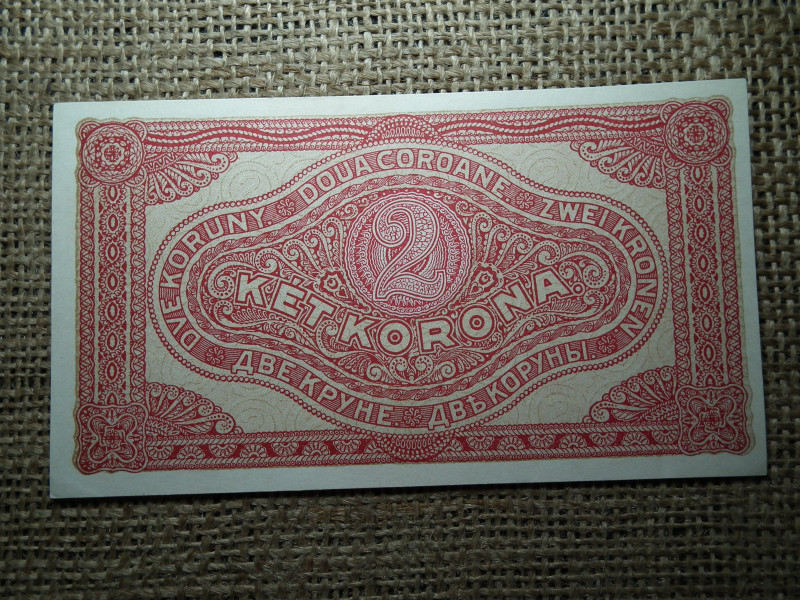 DVE KORUNY
DOUA COROANE
ZWEI KRONEN
2
KÉT KORONA.
ДВЕ КРУНЕ
ДВѢ КОРУНЫ.